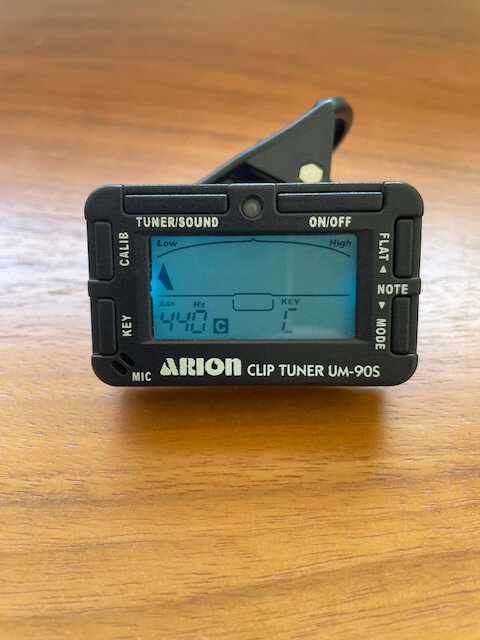 TUNER/SOUND ON/OFF
CALIB
FLAT ▲
Low High
NOTE
A4= Hz KEY
440 C C
KEY
▼ MODE
MIC ARION CLIP TUNER UM-90S